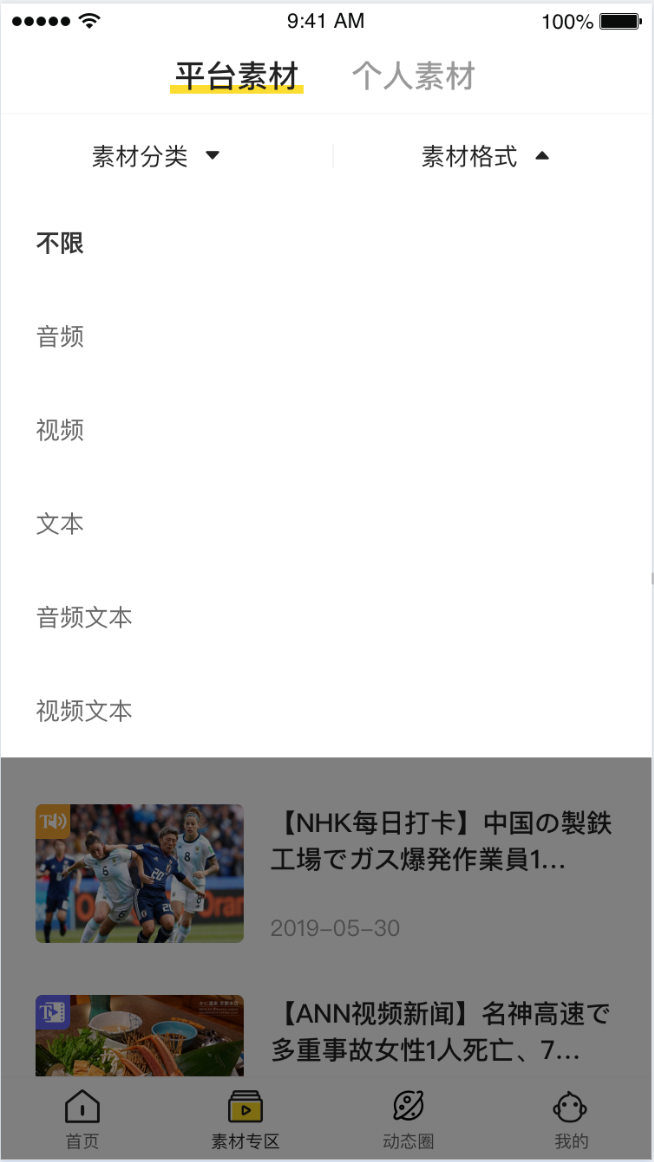 9:41 AM
100%
平台素材
个人素材
素材分类
素材格式
不限
音频
视频
文本
音频文本
视频文本
【NHK每日打卡】中国の製鉄
工場でガス爆発作業員1...
2019-05-30
【ANN视频新闻】名神高速で
多重事故女性1人死亡、7...
首页
素材专区
动态圈
我的